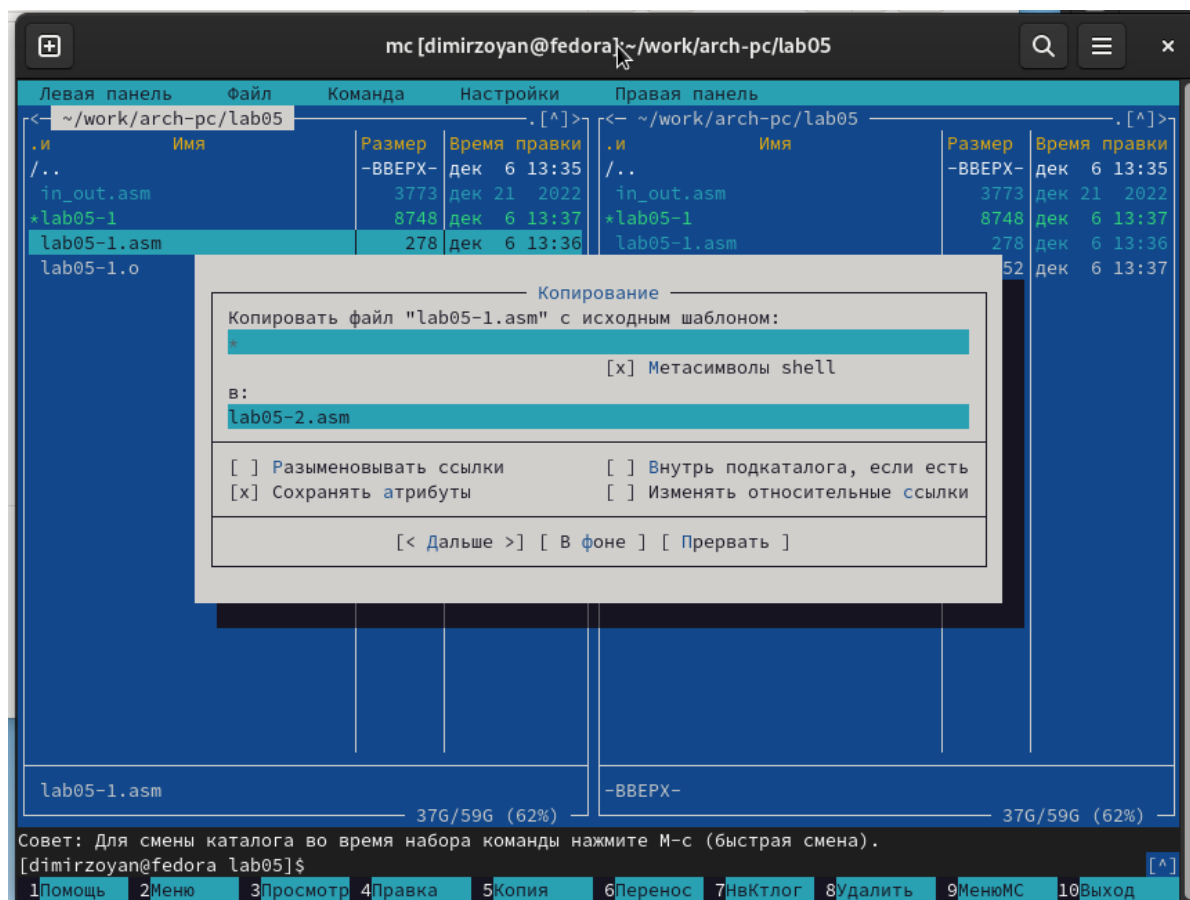 mc [dimirzoyan@fedora]:~/work/arch-pc/lab05
Левая панель Файл Команда Настройки Правая панель
<— ~/work/arch-pc/lab05 .[^]> <— ~/work/arch-pc/lab05 .[^]>
.и Имя Размер Время правки .и Имя Размер Время правки
/.. -ВВЕРХ- дек 6 13:35 /.. -ВВЕРХ- дек 6 13:35
in_out.asm 3773 дек 21 2022 in_out.asm 3773 дек 21 2022
*lab05-1 8748 дек 6 13:37 *lab05-1 8748 дек 6 13:37
lab05-1.asm 278 дек 6 13:36 lab05-1.asm 278 дек 6 13:36
lab05-1.o 52 дек 6 13:37
Копирование
Копировать файл "lab05-1.asm" с исходным шаблоном:
*
[x] Метасимволы shell
в:
lab05-2.asm
[ ] Разыменовывать ссылки [ ] Внутрь подкаталога, если есть
[x] Сохранять атрибуты [ ] Изменять относительные ссылки
[< Дальше >] [ В фоне ] [ Прервать ]
lab05-1.asm -ВВЕРХ-
37G/59G (62%) 37G/59G (62%)
Совет: Для смены каталога во время набора команды нажмите M-c (быстрая смена).
[dimirzoyan@fedora lab05]$ [^]
1Помощь 2Меню 3Просмотр 4Правка 5Копия 6Перенос 7НвКтлог 8Удалить 9МенюMC 10Выход